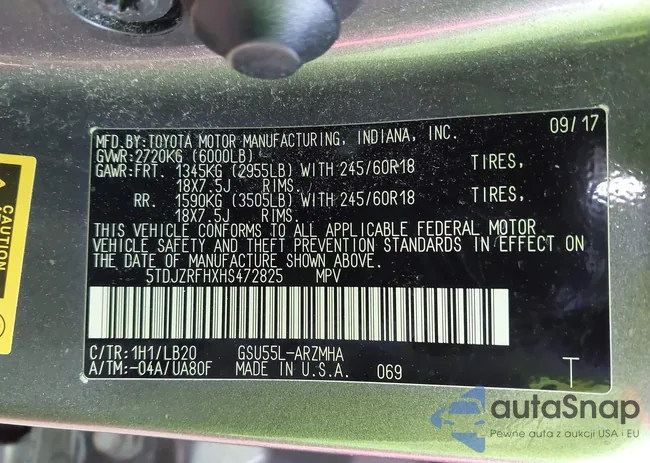 MFD.BY:TOYOTA MOTOR MANUFACTURING, INDIANA, INC. 09/17
GVWR:2720KG (6000LB)
GAWR:FRT. 1345KG (2955LB) WITH 245/60R18 TIRES,
18X7.5J RIMS.
RR. 1590KG (3505LB) WITH 245/60R18 TIRES,
18X7.5J RIMS.
THIS VEHICLE CONFORMS TO ALL APPLICABLE FEDERAL MOTOR
VEHICLE SAFETY AND THEFT PREVENTION STANDARDS IN EFFECT ON
THE DATE OF MANUFACTURE SHOWN ABOVE.
5TDJZRFHXHS472825 MPV
C/TR:1H1/LB20 GSU55L-ARZMHA
A/TM:-04A/UA80F MADE IN U.S.A. 069 T
CAUTION
autaSnap
Pewne auta z aukcji USA i EU